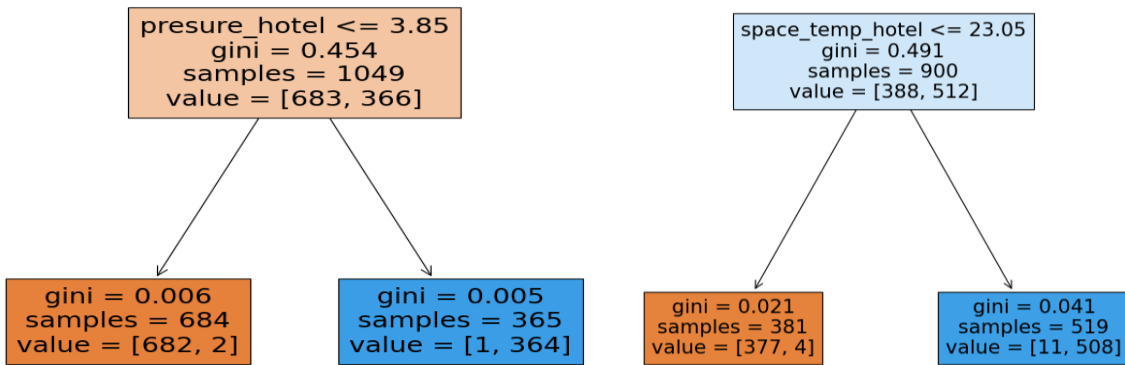 presure_hotel <= 3.85
gini = 0.454
samples = 1049
value = [683, 366]
gini = 0.006
samples = 684
value = [682, 2]
gini = 0.005
samples = 365
value = [1, 364]
space_temp_hotel <= 23.05
gini = 0.491
samples = 900
value = [388, 512]
gini = 0.021
samples = 381
value = [377, 4]
gini = 0.041
samples = 519
value = [11, 508]